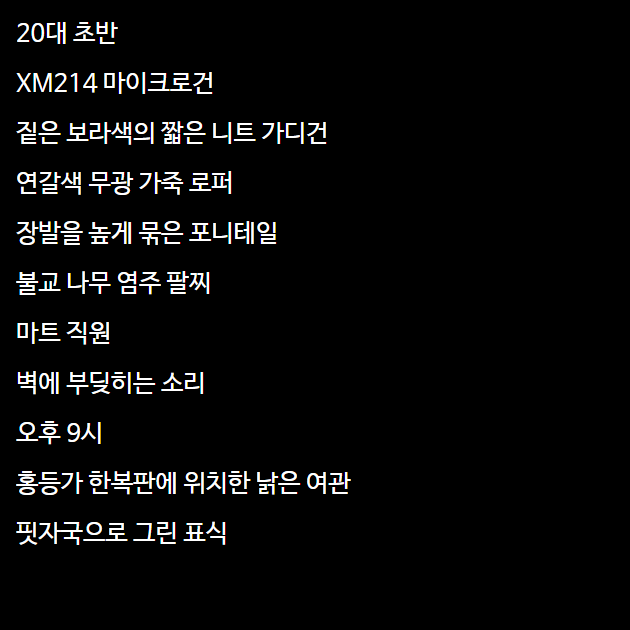 20대 초반
XM214 마이크로건
짙은 보라색의 짧은 니트 가디건
연갈색 무광 가죽 로퍼
장발을 높게 묶은 포니테일
불교 나무 염주 팔찌
마트 직원
벽에 부딪히는 소리
오후 9시
홍등가 한복판에 위치한 낡은 여관
핏자국으로 그린 표식